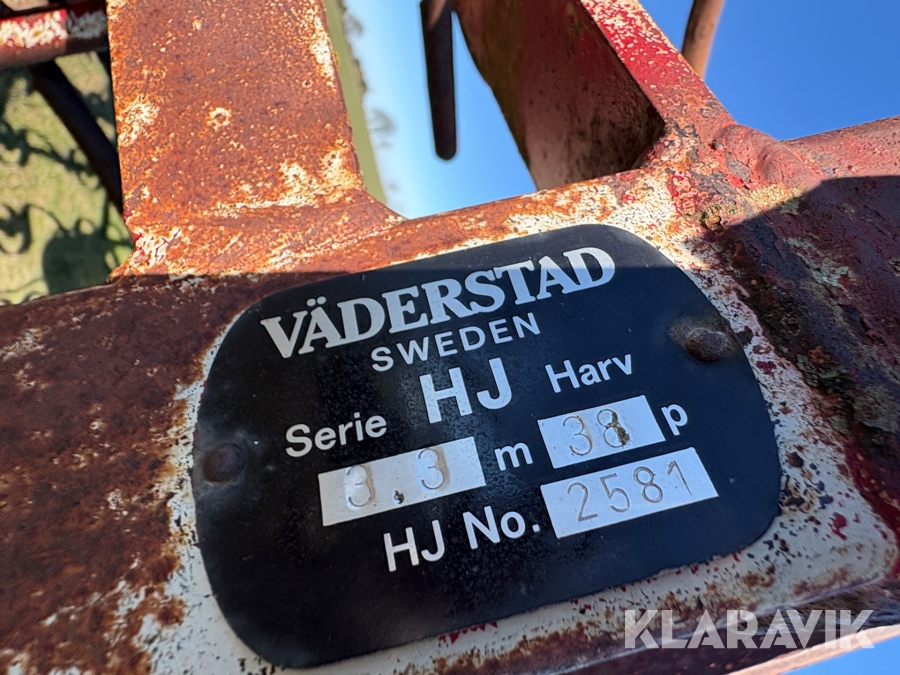 VÄDERSTAD
SWEDEN
Serie HJ Harv
3.3 m 38 p
HJ No. 2581
KLARAVIK